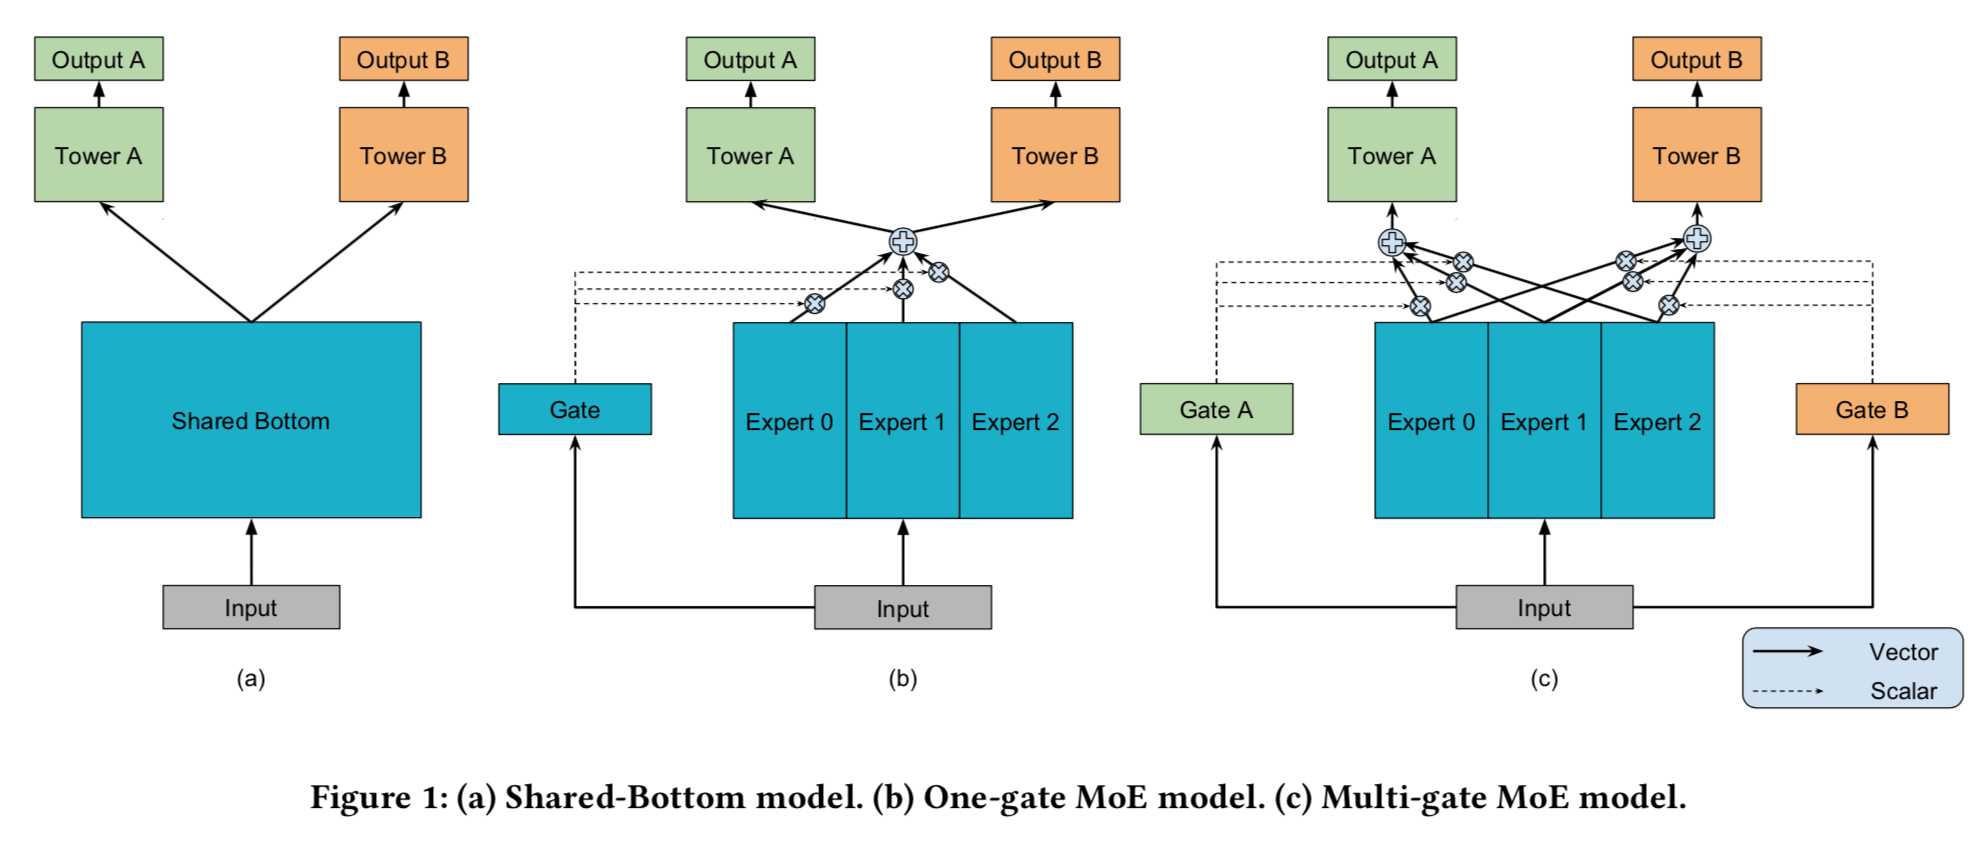 Output A
Output B
Tower A
Tower B
Shared Bottom
Input
(a)
Output A
Output B
Tower A
Tower B
Gate
Expert 0
Expert 1
Expert 2
Input
(b)
Output A
Output B
Tower A
Tower B
Gate A
Expert 0
Expert 1
Expert 2
Gate B
Input
(c)
Vector
Scalar
Figure 1: (a) Shared-Bottom model. (b) One-gate MoE model. (c) Multi-gate MoE model.